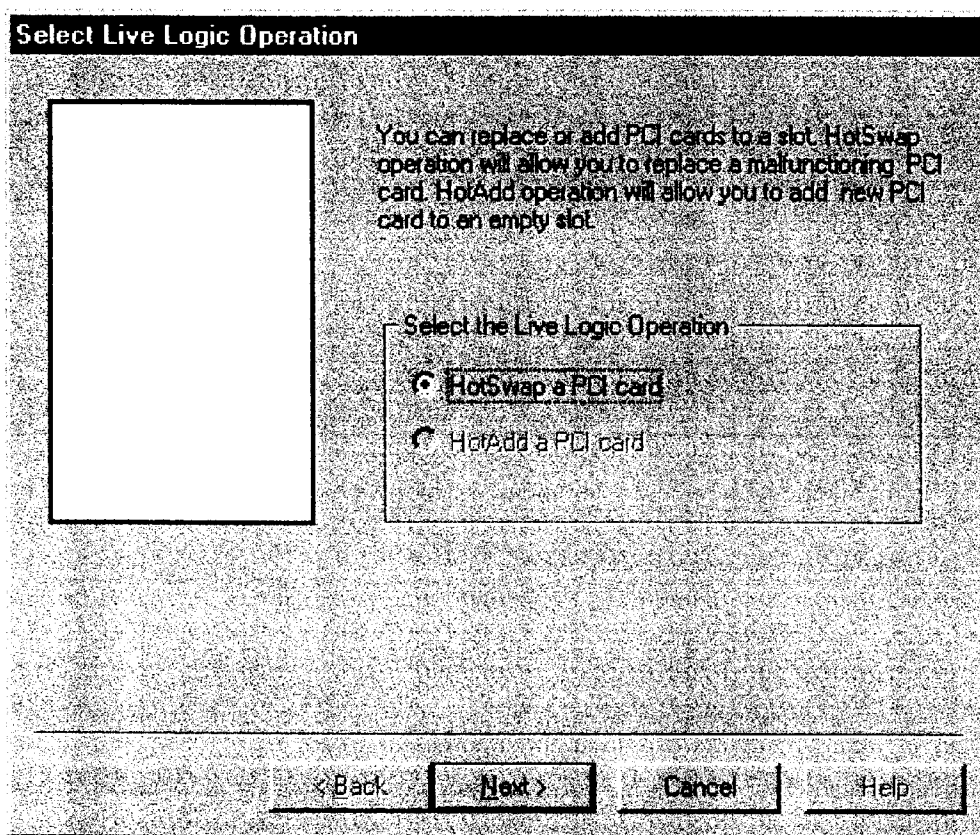 Select Live Logic Operation
You can replace or add PCI cards to a slot. HotSwap
operation will allow you to replace a malfunctioning PCI
card. HotAdd operation will allow you to add new PCI
card to an empty slot.
Select the Live Logic Operation
HotSwap a PCI card
HotAdd a PCI card
< Back
Next >
Cancel
Help